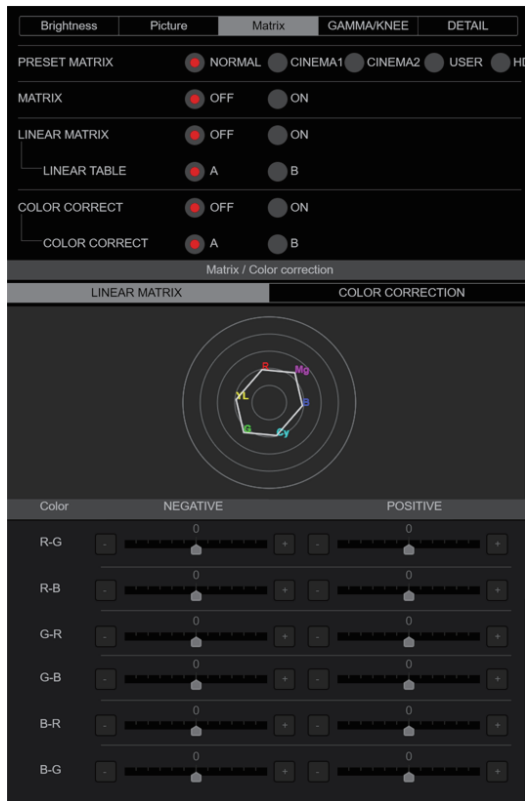 Brightness Picture Matrix GAMMA/KNEE DETAIL
PRESET MATRIX NORMAL CINEMA1 CINEMA2 USER HD
MATRIX OFF ON
LINEAR MATRIX OFF ON
LINEAR TABLE A B
COLOR CORRECT OFF ON
COLOR CORRECT A B
Matrix / Color correction
LINEAR MATRIX COLOR CORRECTION
R Mg
YL B
G Cy
Color NEGATIVE POSITIVE
0 0
R-G - + - +
0 0
R-B - + - +
0 0
G-R - + - +
0 0
G-B - + - +
0 0
B-R - + - +
0 0
B-G - + - +